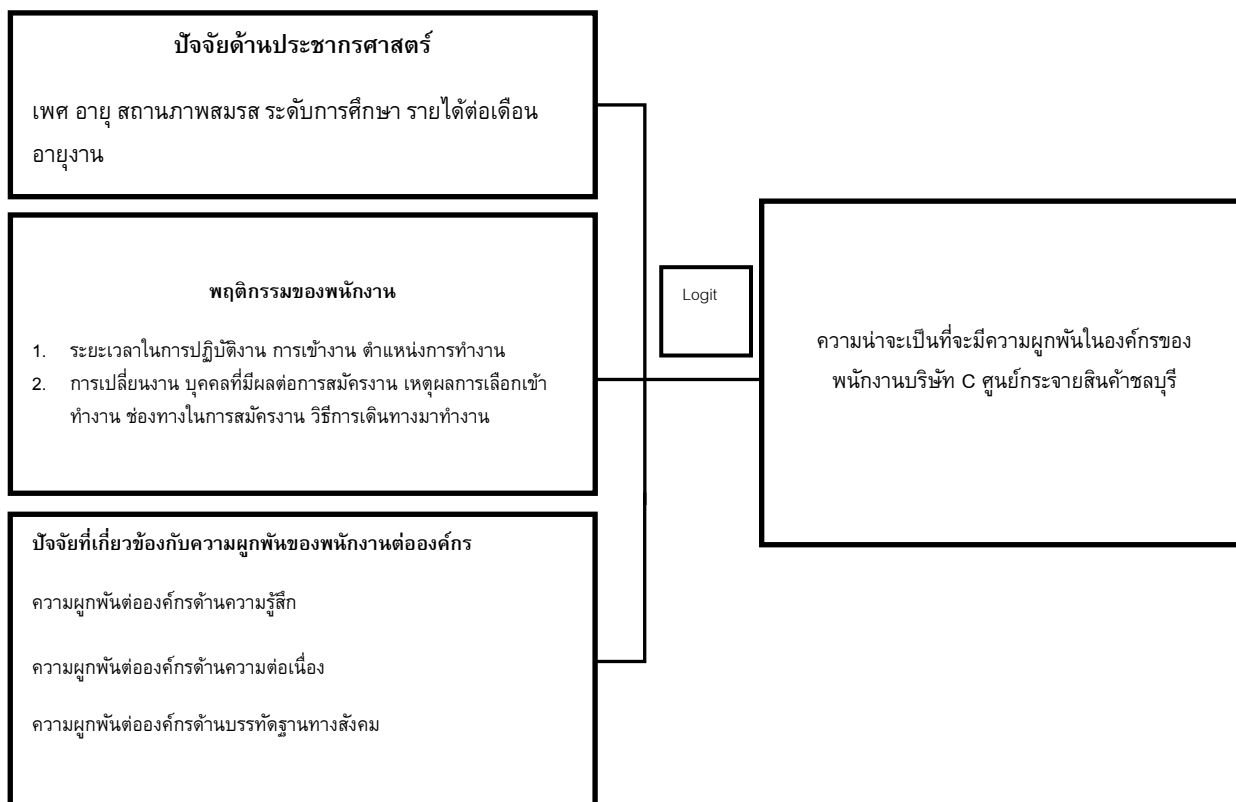 ปัจจัยด้านประชากรศาสตร์
เพศ อายุ สถานภาพสมรส ระดับการศึกษา รายได้ต่อเดือน
อายุงาน
พฤติกรรมของพนักงาน
1. ระยะเวลาในการปฏิบัติงาน การเข้างาน ตำแหน่งการทำงาน
2. การเปลี่ยนงาน บุคคลที่มีผลต่อการสมัครงาน เหตุผลการเลือกเข้า
ทำงาน ช่องทางในการสมัครงาน วิธีการเดินทางมาทำงาน
ปัจจัยที่เกี่ยวข้องกับความผูกพันของพนักงานต่อองค์กร
ความผูกพันต่อองค์กรด้านความรู้สึก
ความผูกพันต่อองค์กรด้านความต่อเนื่อง
ความผูกพันต่อองค์กรด้านบรรทัดฐานทางสังคม
Logit
ความน่าจะเป็นที่จะมีความผูกพันในองค์กรของ
พนักงานบริษัท C ศูนย์กระจายสินค้าชลบุรี